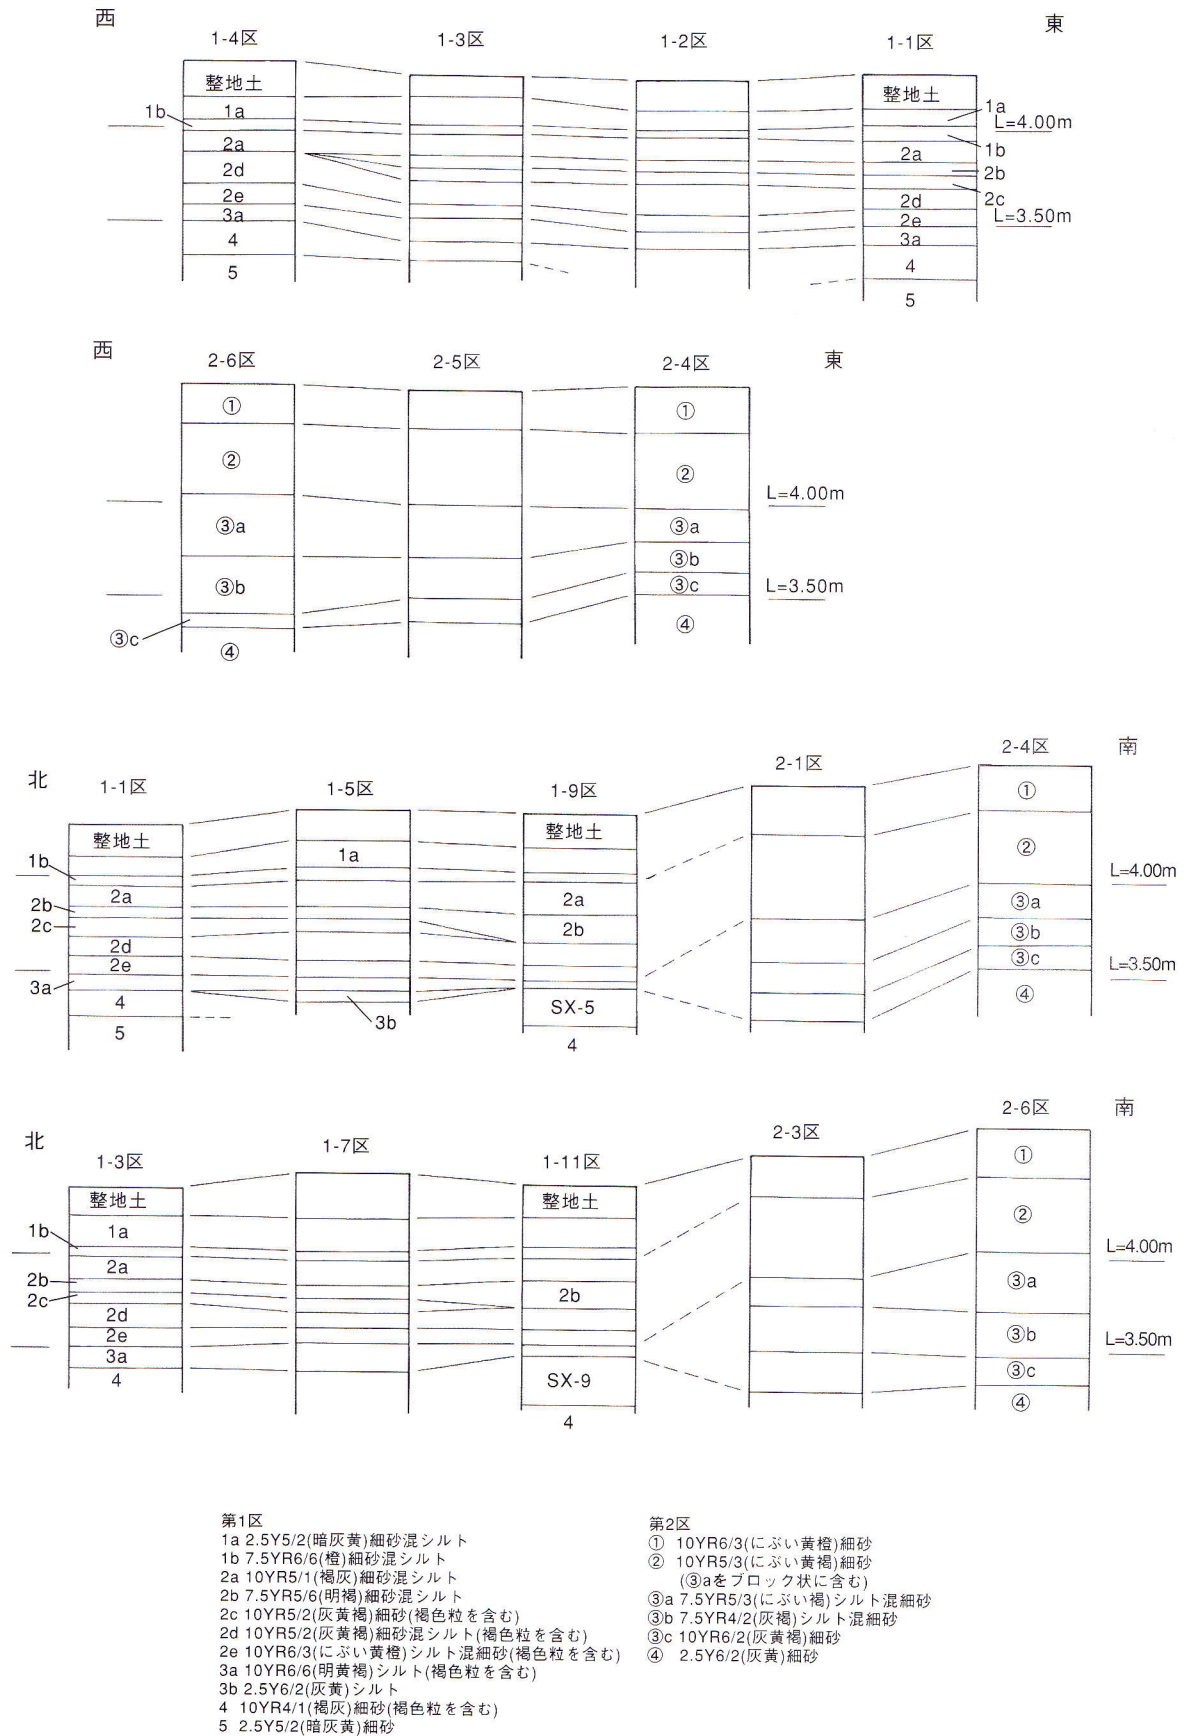 西
東
1-4区
1-3区
1-2区
1-1区
整地土
整地土
1b
1a
1a
L=4.00m
2a
1b
2a
2b
2d
2c
2e
2d
L=3.50m
3a
2e
3a
4
4
5
5
西
東
2-6区
2-5区
2-4区
①
①
②
②
L=4.00m
③a
③a
③b
③b
③c
L=3.50m
③c
④
④
北
南
1-1区
1-5区
1-9区
2-1区
2-4区
整地土
整地土
①
1a
②
1b
L=4.00m
2a
2a
③a
2b
2b
2c
③b
2d
③c
2e
L=3.50m
3a
④
4
SX-5
3b
5
4
北
南
1-3区
1-7区
1-11区
2-3区
2-6区
整地土
整地土
①
②
1b
1a
L=4.00m
2a
③a
2b
2b
2c
2d
③b
2e
L=3.50m
3a
③c
4
SX-9
④
4
第1区
1a 2.5Y5/2(暗灰黄)細砂混シルト
1b 7.5YR6/6(橙)細砂混シルト
2a 10YR5/1(褐灰)細砂混シルト
2b 7.5YR5/6(明褐)細砂混シルト
2c 10YR5/2(灰黄褐)細砂(褐色粒を含む)
2d 10YR5/2(灰黄褐)細砂混シルト(褐色粒を含む)
2e 10YR6/3(にぶい黄橙)シルト混細砂(褐色粒を含む)
3a 10YR6/6(明黄褐)シルト(褐色粒を含む)
3b 2.5Y6/2(灰黄)シルト
4 10YR4/1(褐灰)細砂(褐色粒を含む)
5 2.5Y5/2(暗灰黄)細砂
第2区
① 10YR6/3(にぶい黄橙)細砂
② 10YR5/3(にぶい黄褐)細砂
(③aをブロック状に含む)
③a 7.5YR5/3(にぶい褐)シルト混細砂
③b 7.5YR4/2(灰褐)シルト混細砂
③c 10YR6/2(灰黄褐)細砂
④ 2.5Y6/2(灰黄)細砂